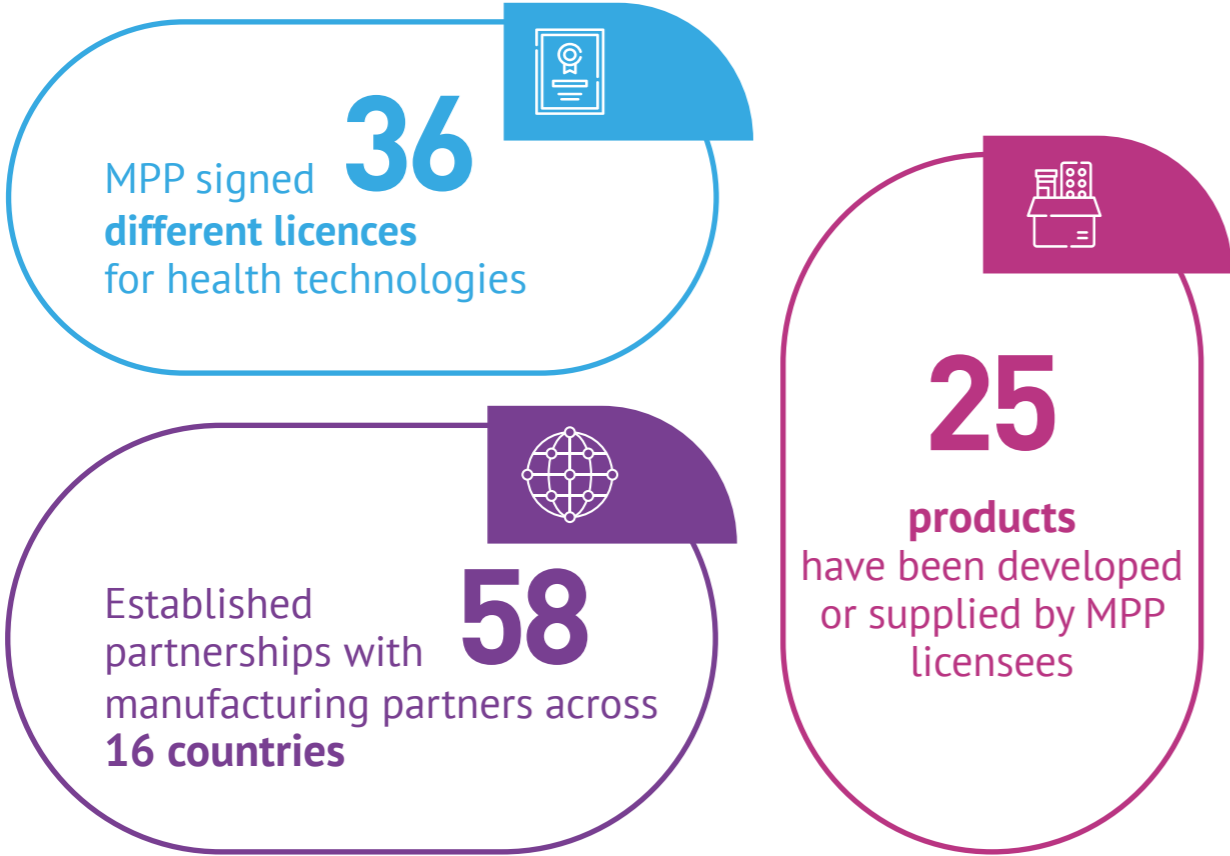 MPP signed 36
different licences
for health technologies
Established
partnerships with 58
manufacturing partners across
16 countries
25
products
have been developed
or supplied by MPP
licensees